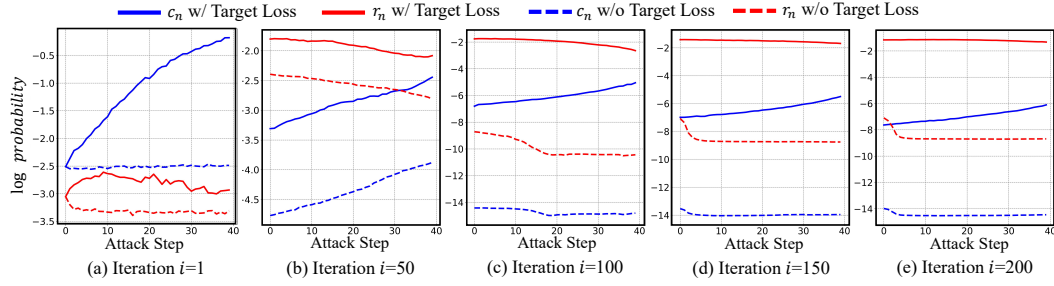 c_n w/ Target Loss r_n w/ Target Loss c_n w/o Target Loss r_n w/o Target Loss
log probability
−0.5
−1.0
−1.5
−2.0
−2.5
−3.0
−3.5
0 10 20 30 40
Attack Step
(a) Iteration i=1
−2.0
−2.5
−3.0
−3.5
−4.0
−4.5
0 10 20 30 40
Attack Step
(b) Iteration i=50
−2
−4
−6
−8
−10
−12
−14
0 10 20 30 40
Attack Step
(c) Iteration i=100
−2
−4
−6
−8
−10
−12
−14
0 10 20 30 40
Attack Step
(d) Iteration i=150
−2
−4
−6
−8
−10
−12
−14
0 10 20 30 40
Attack Step
(e) Iteration i=200